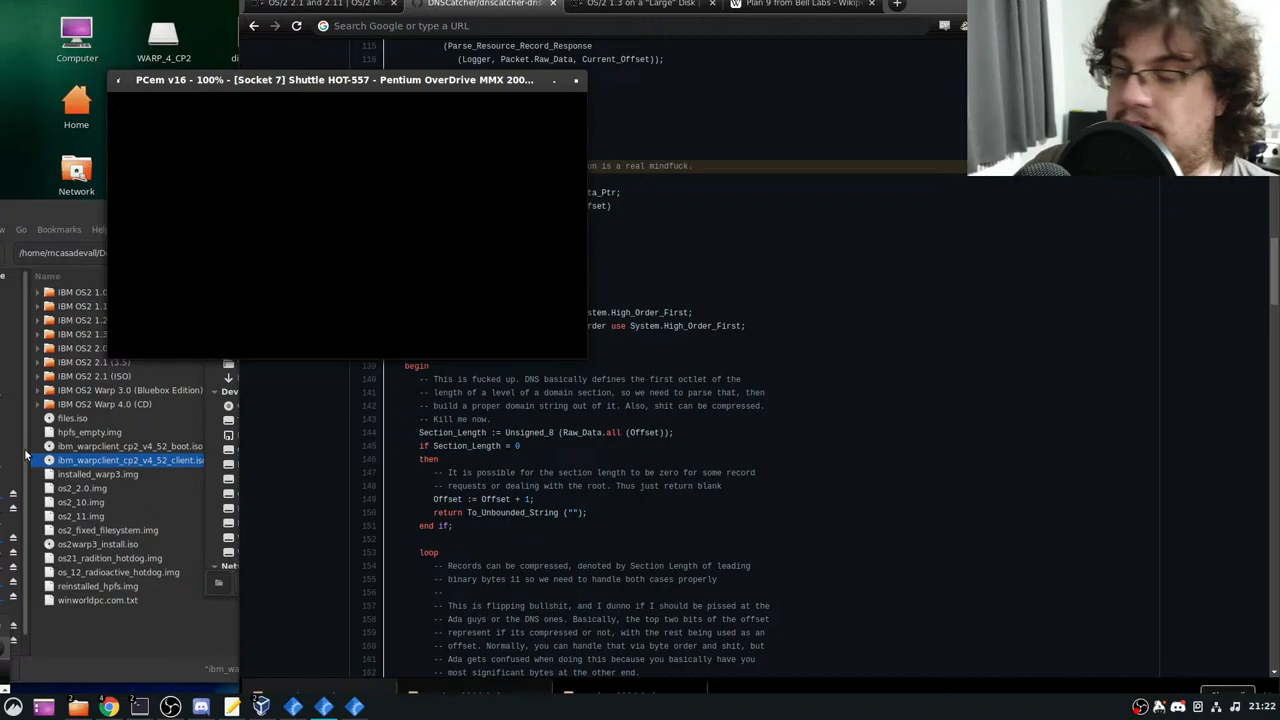 OS/2 2.1 and 2.11 | OS/2 M
DNSCatcher/dnscatcher-dns
OS/2 1.3 on a "Large" Disk |
Plan 9 from Bell Labs - Wikip
Search Google or type a URL
Computer
WARP_4_CP2
Home
Network
115 (Parse_Resource_Record_Response
116 (Logger, Packet.Raw_Data, Current_Offset));
PCem v16 - 100% - [Socket 7] Shuttle HOT-557 - Pentium OverDrive MMX 200...
on is a real mindfuck.
ta_Ptr;
fset)
stem.High_Order_First;
rder use System.High_Order_First;
Go Bookmarks Hel
/home/mcasadevall/D
Name
IBM OS2 1.0
IBM OS2 1.1
IBM OS2 1.2
IBM OS2 1.3
IBM OS2 2.0
IBM OS2 2.1 (3.5)
IBM OS2 2.1 (ISO)
IBM OS2 Warp 3.0 (Bluebox Edition)
IBM OS2 Warp 4.0 (CD)
files.iso
hpfs_empty.img
ibm_warpclient_cp2_v4_52_boot.iso
ibm_warpclient_cp2_v4_52_client.iso
installed_warp3.img
os2_2.0.img
os2_10.img
os2_11.img
os2_fixed_filesystem.img
os2warp3_install.iso
os21_radition_hotdog.img
os_12_radioactive_hotdog.img
reinstalled_hpfs.img
winworldpc.com.txt
"ibm_wa
Dev
Netw
139 begin
140 -- This is fucked up. DNS basically defines the first octlet of the
141 -- length of a level of a domain section, so we need to parse that, then
142 -- build a proper domain string out of it. Also, shit can be compressed.
143 -- Kill me now.
144 Section_Length := Unsigned_8 (Raw_Data.all (Offset));
145 if Section_Length = 0
146 then
147 -- It is possible for the section length to be zero for some record
148 -- requests or dealing with the root. Thus just return blank
149 Offset := Offset + 1;
150 return To_Unbounded_String ("");
151 end if;
152
153 loop
154 -- Records can be compressed, denoted by Section Length of leading
155 -- binary bytes 11 so we need to handle both cases properly
156 --
157 -- This is flipping bullshit, and I dunno if I should be pissed at the
158 -- Ada guys or the DNS ones. Basically, the top two bits of the offset
159 -- represent if its compressed or not, with the rest being used as an
160 -- offset. Normally, you can handle that via byte order and shit, but
161 -- Ada gets confused when doing this because you basically have you
162 -- most significant bytes at the other end.
21:22